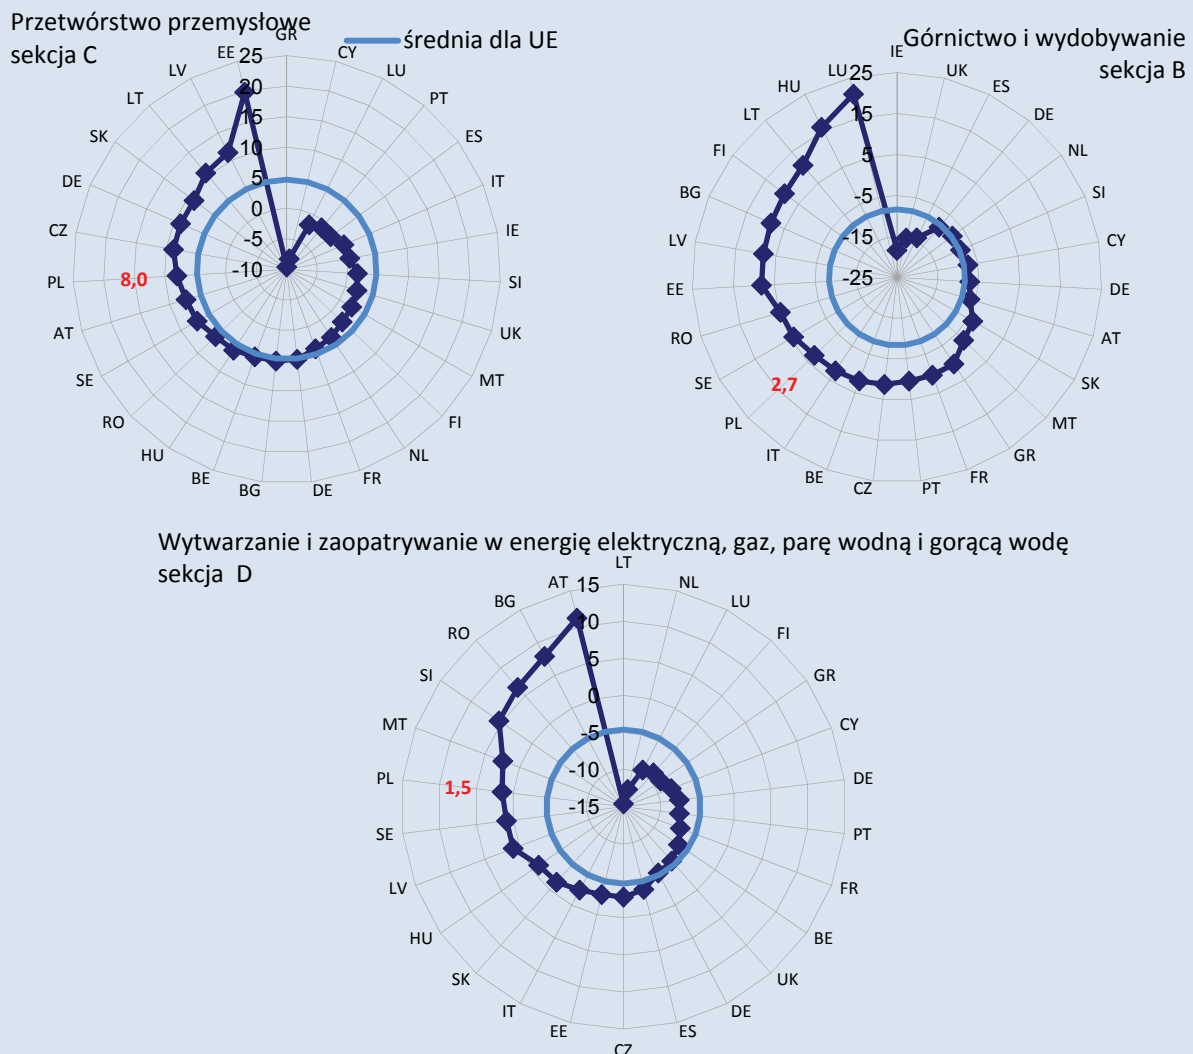 Przetwórstwo przemysłowe
sekcja C
średnia dla UE
GR
CY
LU
PT
ES
IT
IE
SI
UK
MT
FI
NL
FR
DE
BG
BE
HU
RO
SE
AT
PL
CZ
DE
SK
LT
LV
EE
25
20
15
10
5
0
-5
-10
8,0
Górnictwo i wydobywanie
sekcja B
IE
UK
ES
DE
NL
SI
CY
DE
AT
SK
MT
GR
FR
PT
CZ
BE
IT
PL
SE
RO
EE
LV
BG
FI
LT
HU
LU
25
15
5
-5
-15
-25
2,7
Wytwarzanie i zaopatrywanie w energię elektryczną, gaz, parę wodną i gorącą wodę
sekcja D
LT
NL
LU
FI
GR
CY
DE
PT
FR
BE
UK
DE
ES
CZ
EE
IT
SK
HU
LV
SE
PL
MT
SI
RO
BG
AT
15
10
5
0
-5
-10
-15
1,5